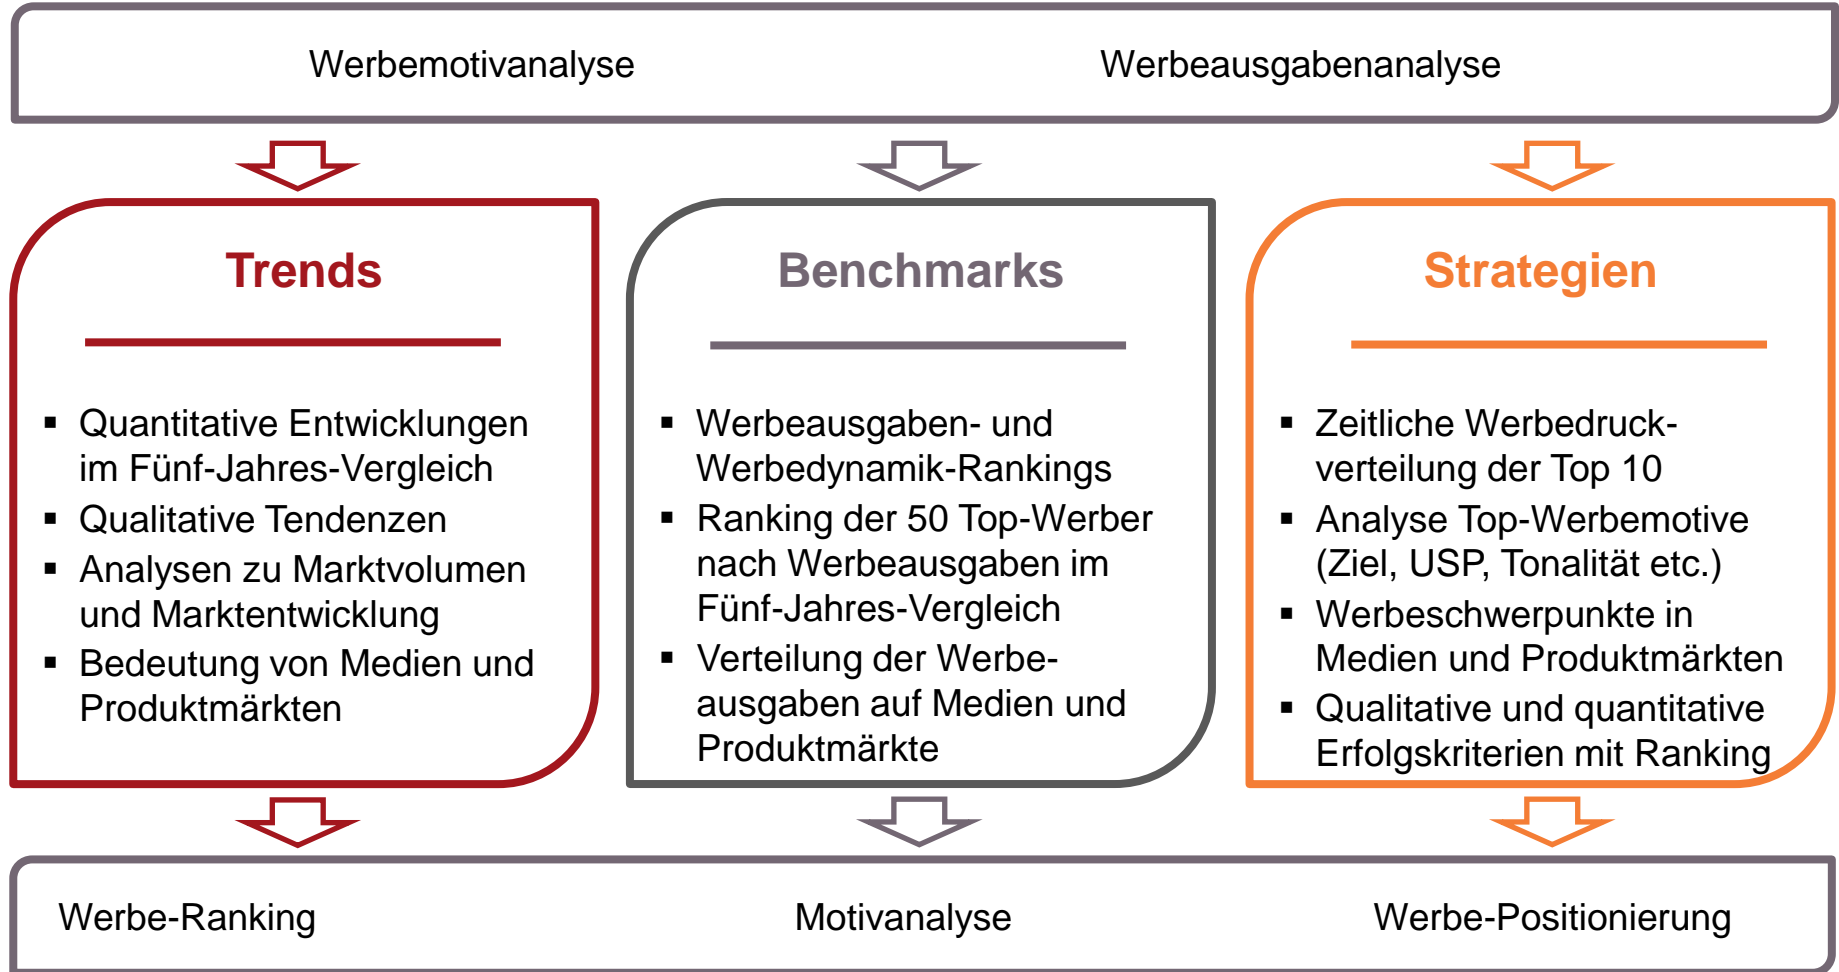 Werbemotivanalyse
Werbeausgabenanalyse
Trends
▪ Quantitative Entwicklungen
im Fünf-Jahres-Vergleich
▪ Qualitative Tendenzen
▪ Analysen zu Marktvolumen
und Marktentwicklung
▪ Bedeutung von Medien und
Produktmärkten
Benchmarks
▪ Werbeausgaben- und
Werbedynamik-Rankings
▪ Ranking der 50 Top-Werber
nach Werbeausgaben im
Fünf-Jahres-Vergleich
▪ Verteilung der Werbe-
ausgaben auf Medien und
Produktmärkte
Strategien
▪ Zeitliche Werbedruck-
verteilung der Top 10
▪ Analyse Top-Werbemotive
(Ziel, USP, Tonalität etc.)
▪ Werbeschwerpunkte in
Medien und Produktmärkten
▪ Qualitative und quantitative
Erfolgskriterien mit Ranking
Werbe-Ranking
Motivanalyse
Werbe-Positionierung